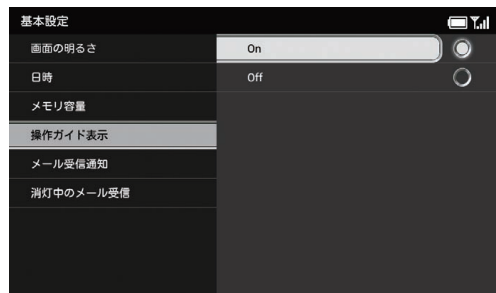 基本設定
画面の明るさ
日時
メモリ容量
操作ガイド表示
メール受信通知
消灯中のメール受信
On
Off